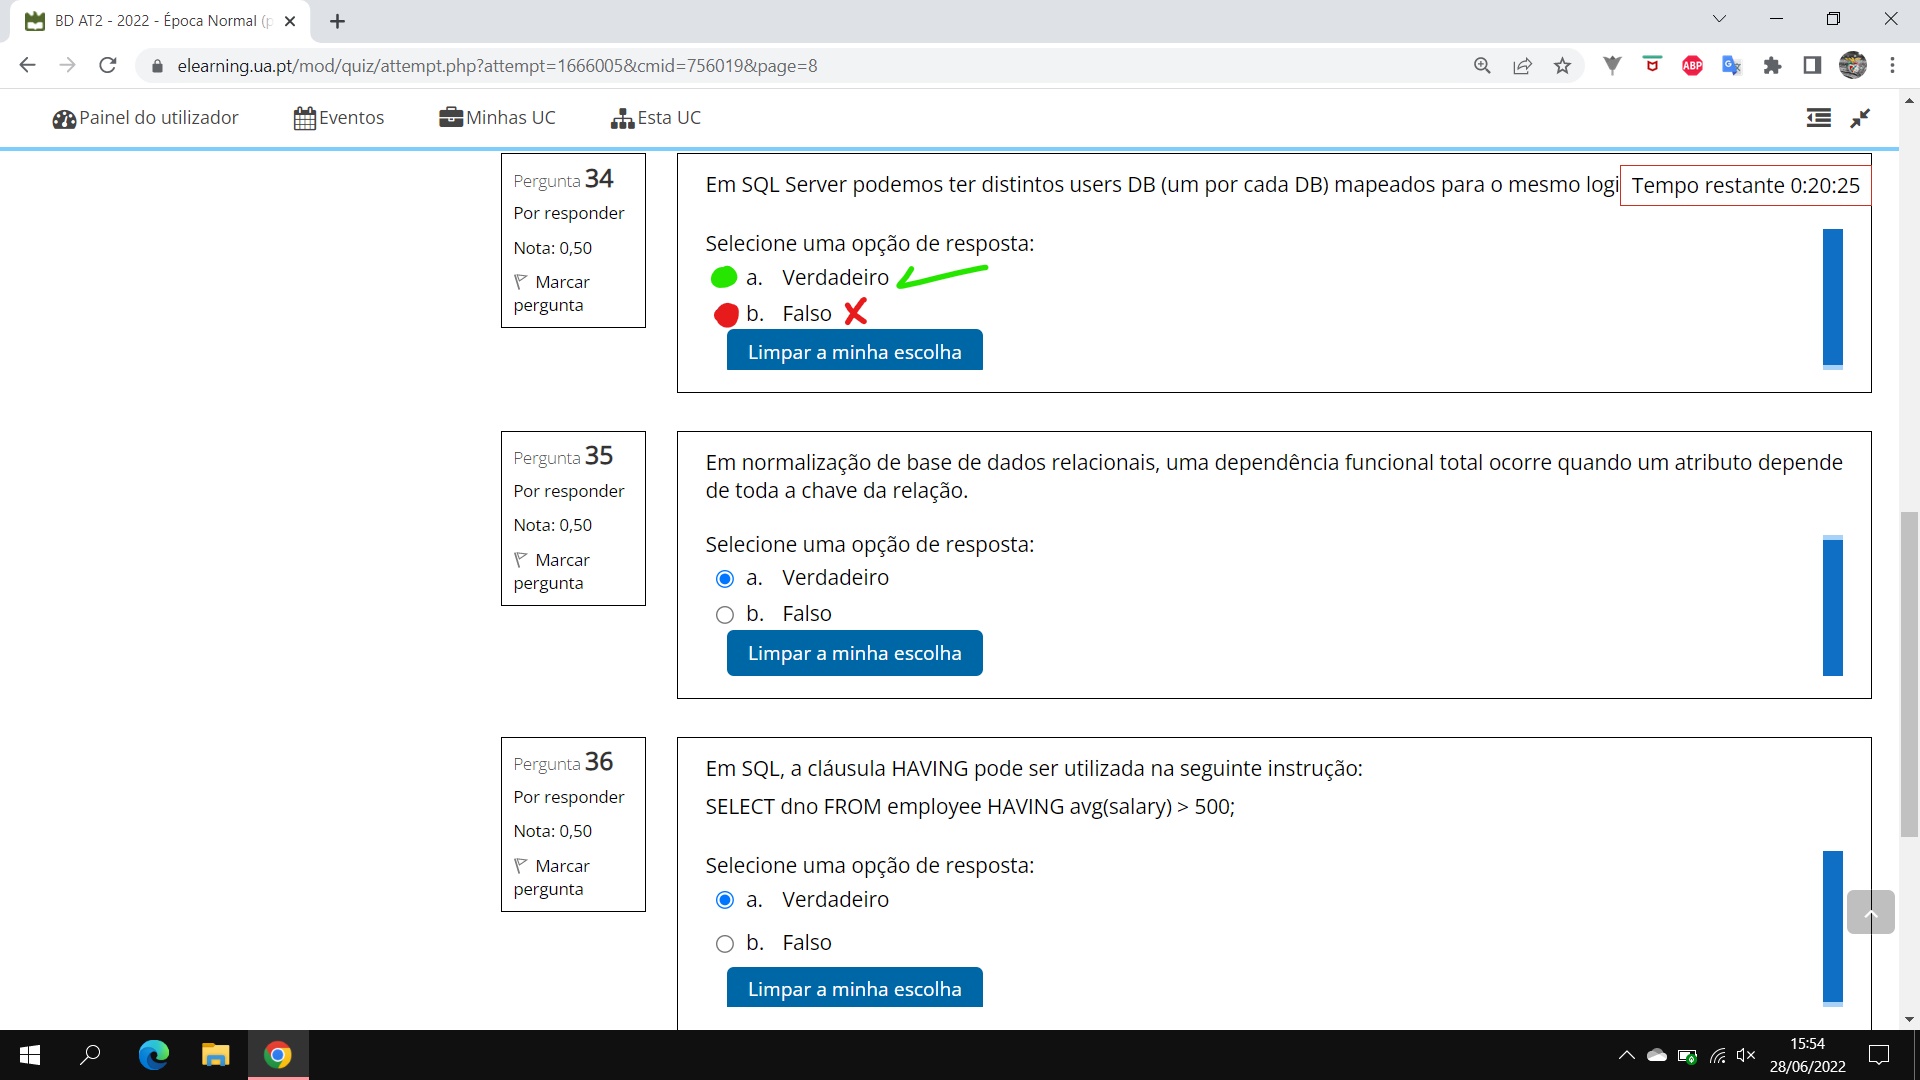 BD AT2 - 2022 - Época Normal (p
elearning.ua.pt/mod/quiz/attempt.php?attempt=1666005&cmid=756019&page=8
ABP
Painel do utilizador
Eventos
Minhas UC
Esta UC
Pergunta 34
Por responder
Nota: 0,50
Marcar
pergunta
Em SQL Server podemos ter distintos users DB (um por cada DB) mapeados para o mesmo logi
Tempo restante 0:20:25
Selecione uma opção de resposta:
a. Verdadeiro
b. Falso
Limpar a minha escolha
Pergunta 35
Por responder
Nota: 0,50
Marcar
pergunta
Em normalização de base de dados relacionais, uma dependência funcional total ocorre quando um atributo depende
de toda a chave da relação.
Selecione uma opção de resposta:
a. Verdadeiro
b. Falso
Limpar a minha escolha
Pergunta 36
Por responder
Nota: 0,50
Marcar
pergunta
Em SQL, a cláusula HAVING pode ser utilizada na seguinte instrução:
SELECT dno FROM employee HAVING avg(salary) > 500;
Selecione uma opção de resposta:
a. Verdadeiro
b. Falso
Limpar a minha escolha
15:54
28/06/2022